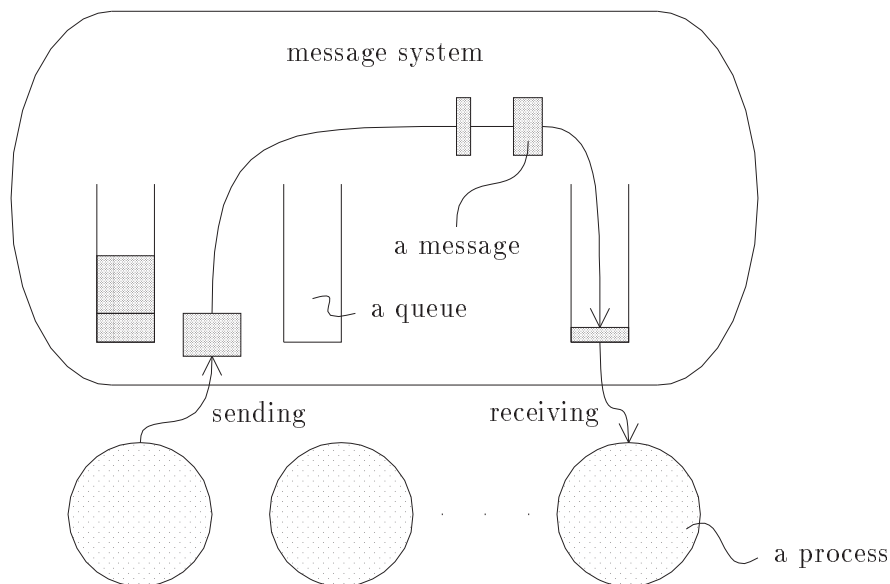 message system
a message
a queue
sending
receiving
a process